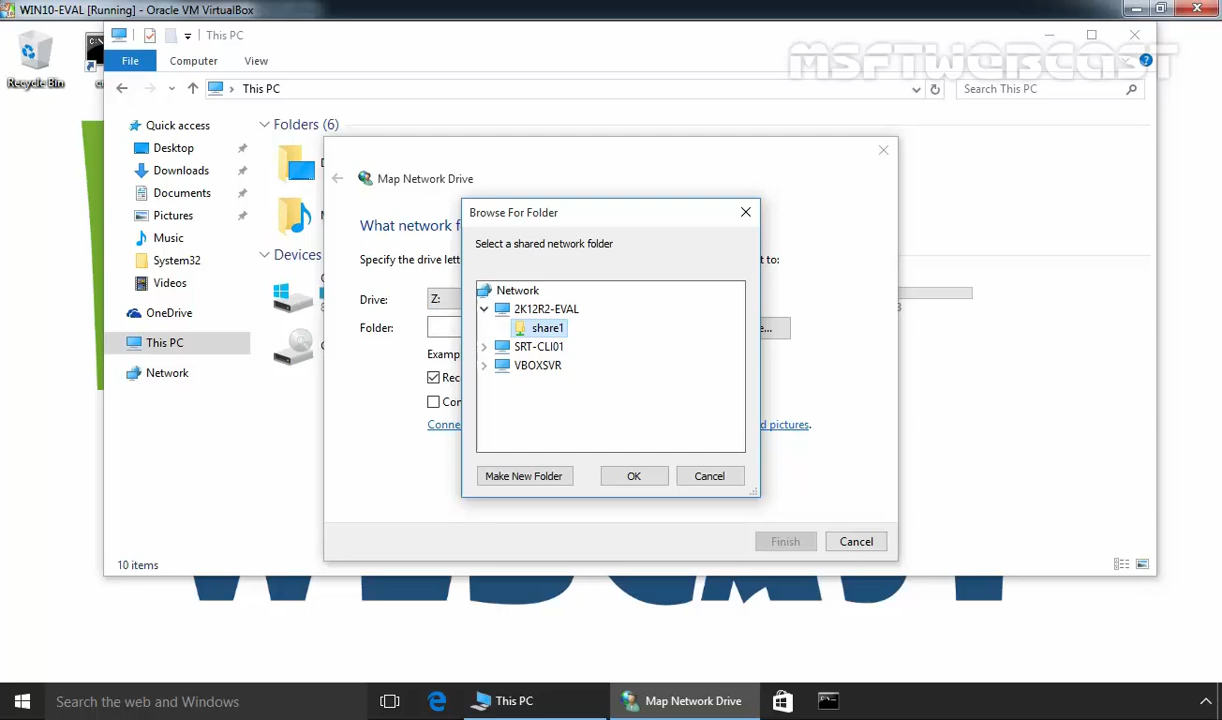 WIN10-EVAL [Running] - Oracle VM VirtualBox
Recycle Bin
This PC
MSFTWEBCAST
File
Computer
View
This PC
Search This PC
Quick access
Desktop
Downloads
Documents
Pictures
Music
System32
Videos
OneDrive
This PC
Network
Folders (6)
Devices
Map Network Drive
What network f
Specify the drive lett
t to:
Drive:
Z:
Folder:
e...
Examp
Rec
Con
Conne
d pictures.
Browse For Folder
Select a shared network folder
Network
2K12R2-EVAL
share1
SRT-CLI01
VBOXSVR
Make New Folder
OK
Cancel
Finish
Cancel
10 items
Search the web and Windows
This PC
Map Network Drive